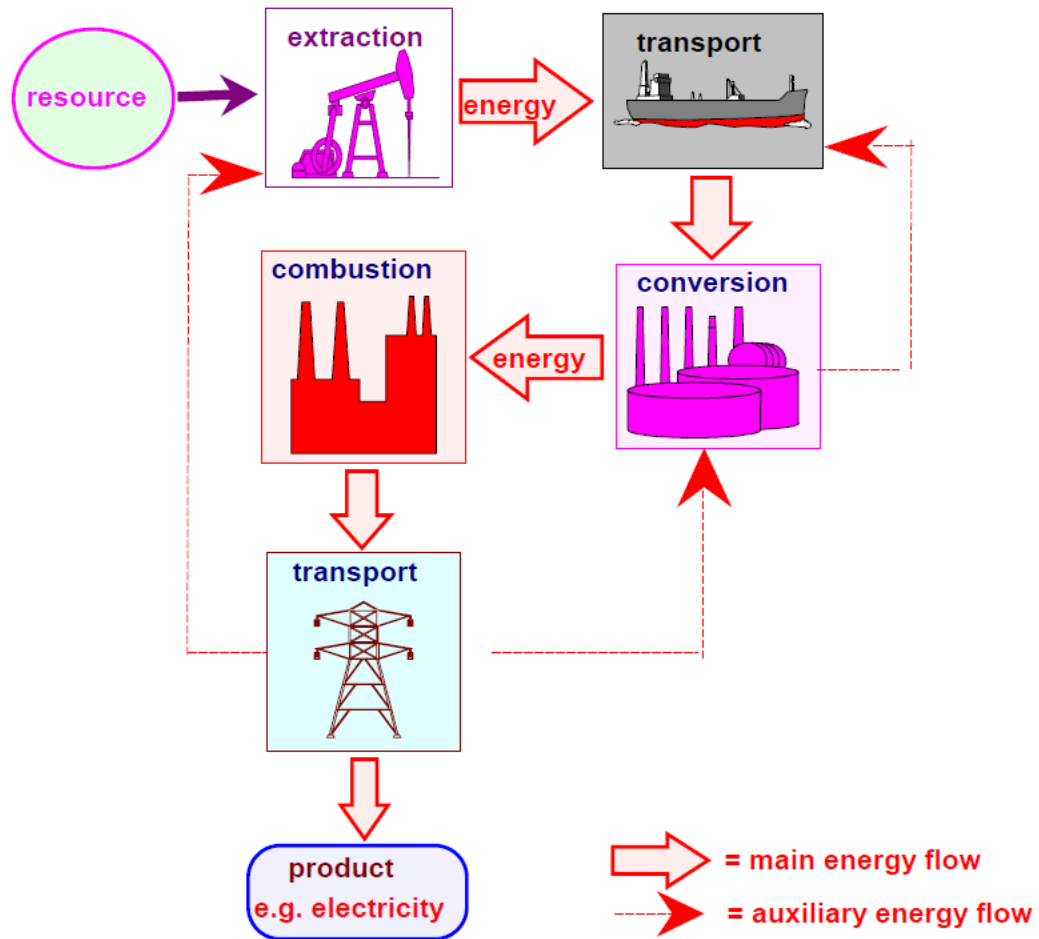 extraction
transport
resource
energy
combustion
conversion
energy
transport
product
e.g. electricity
= main energy flow
= auxiliary energy flow